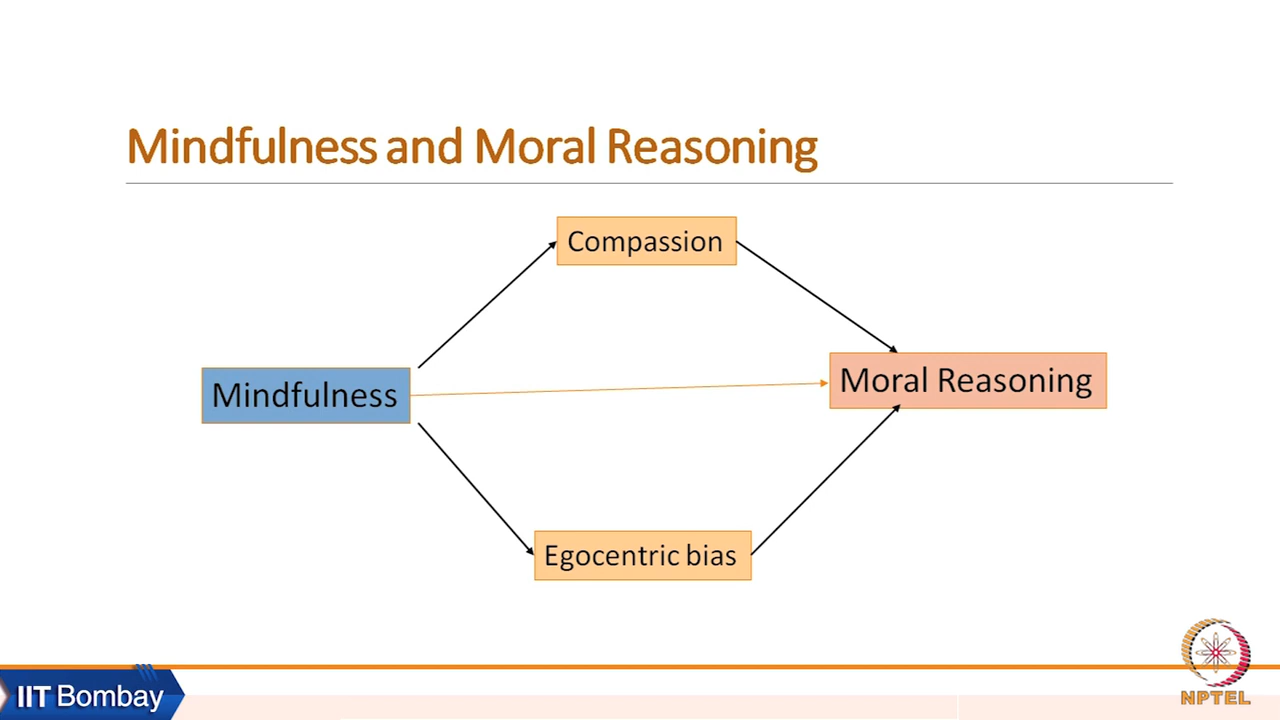 Mindfulness and Moral Reasoning
Compassion
Mindfulness
Moral Reasoning
Egocentric bias
IIT Bombay
NPTEL